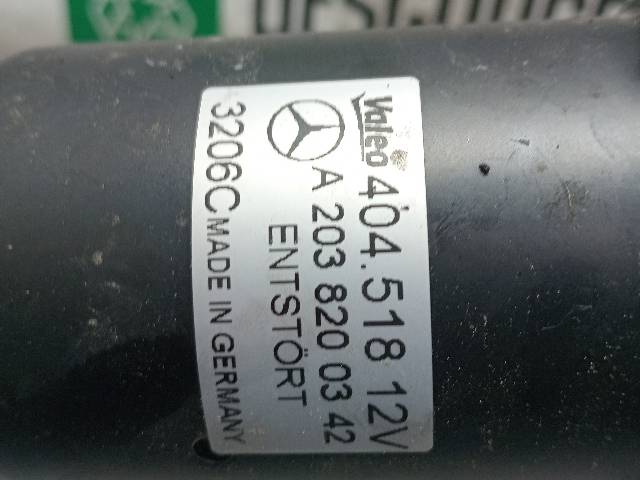 Valeo 404.518 12V
A 203 820 03 42
ENTSTÖRT
3206C MADE IN GERMANY